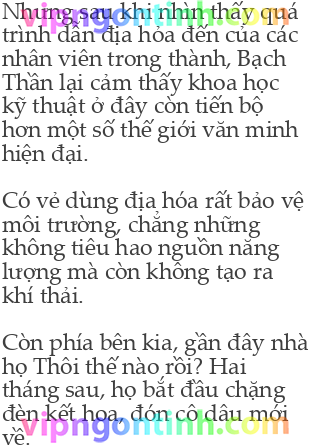 Nhưng sau khi nhìn thấy quá
trình dẫn địa hỏa đến của các
nhân viên trong thành, Bạch
Thần lại cảm thấy khoa học
kỹ thuật ở đây còn tiến bộ
hơn một số thế giới văn minh
hiện đại.
Có vẻ dùng địa hóa rất bảo vệ
môi trường, chẳng những
không tiêu hao nguồn năng
lượng mà còn không tạo ra
khí thải.
Còn phía bên kia, gần đây nhà
họ Thôi thế nào rồi? Hai
tháng sau, họ bắt đầu chặng
đèn kết hoa, đón cô dâu mới
về.
vipngontinh.com
vipngontinh.com